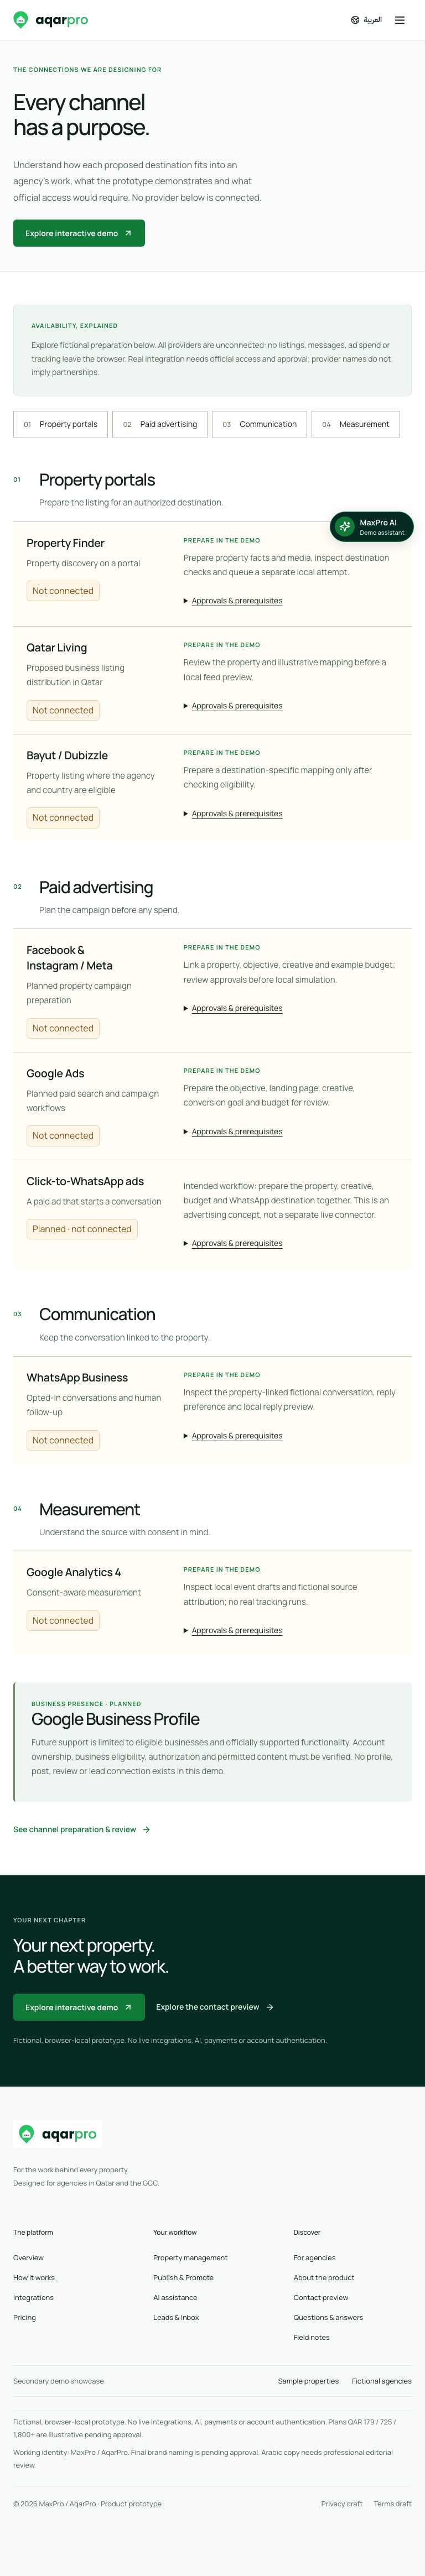 aqarpro
العربية
THE CONNECTIONS WE ARE DESIGNING FOR
Every channel
has a purpose.
Understand how each proposed destination fits into an
agency's work, what the prototype demonstrates and what
official access would require. No provider below is connected.
Explore interactive demo
AVAILABILITY, EXPLAINED
Explore fictional preparation below. All providers are unconnected: no listings, messages, ad spend or
tracking leave the browser. Real integration needs official access and approval; provider names do not
imply partnerships.
01 Property portals
02 Paid advertising
03 Communication
04 Measurement
01 Property portals
Prepare the listing for an authorized destination.
MaxPro AI
Demo assistant
Property Finder
Property discovery on a portal
Not connected
PREPARE IN THE DEMO
Prepare property facts and media, inspect destination
checks and queue a separate local attempt.
Approvals & prerequisites
Qatar Living
Proposed business listing
distribution in Qatar
Not connected
PREPARE IN THE DEMO
Review the property and illustrative mapping before a
local feed preview.
Approvals & prerequisites
Bayut / Dubizzle
Property listing where the agency
and country are eligible
Not connected
PREPARE IN THE DEMO
Prepare a destination-specific mapping only after
checking eligibility.
Approvals & prerequisites
02 Paid advertising
Plan the campaign before any spend.
Facebook &
Instagram / Meta
Planned property campaign
preparation
Not connected
PREPARE IN THE DEMO
Link a property, objective, creative and example budget;
review approvals before local simulation.
Approvals & prerequisites
Google Ads
Planned paid search and campaign
workflows
Not connected
PREPARE IN THE DEMO
Prepare the objective, landing page, creative,
conversion goal and budget for review.
Approvals & prerequisites
Click-to-WhatsApp ads
A paid ad that starts a conversation
Planned · not connected
Intended workflow: prepare the property, creative,
budget and WhatsApp destination together. This is an
advertising concept, not a separate live connector.
Approvals & prerequisites
03 Communication
Keep the conversation linked to the property.
WhatsApp Business
Opted-in conversations and human
follow-up
Not connected
PREPARE IN THE DEMO
Inspect the property-linked fictional conversation, reply
preference and local reply preview.
Approvals & prerequisites
04 Measurement
Understand the source with consent in mind.
Google Analytics 4
Consent-aware measurement
Not connected
PREPARE IN THE DEMO
Inspect local event drafts and fictional source
attribution; no real tracking runs.
Approvals & prerequisites
BUSINESS PRESENCE · PLANNED
Google Business Profile
Future support is limited to eligible businesses and officially supported functionality. Account
ownership, business eligibility, authorization and permitted content must be verified. No profile,
post, review or lead connection exists in this demo.
See channel preparation & review
YOUR NEXT CHAPTER
Your next property.
A better way to work.
Explore interactive demo
Explore the contact preview
Fictional, browser-local prototype. No live integrations, AI, payments or account authentication.
aqarpro
For the work behind every property.
Designed for agencies in Qatar and the GCC.
The platform
Overview
How it works
Integrations
Pricing
Your workflow
Property management
Publish & Promote
AI assistance
Leads & Inbox
Discover
For agencies
About the product
Contact preview
Questions & answers
Field notes
Secondary demo showcase
Sample properties
Fictional agencies
Fictional, browser-local prototype. No live integrations, AI, payments or account authentication. Plans QAR 179 / 725 /
1,800+ are illustrative pending approval.
Working identity: MaxPro / AqarPro. Final brand naming is pending approval. Arabic copy needs professional editorial
review.
© 2026 MaxPro / AqarPro · Product prototype
Privacy draft
Terms draft